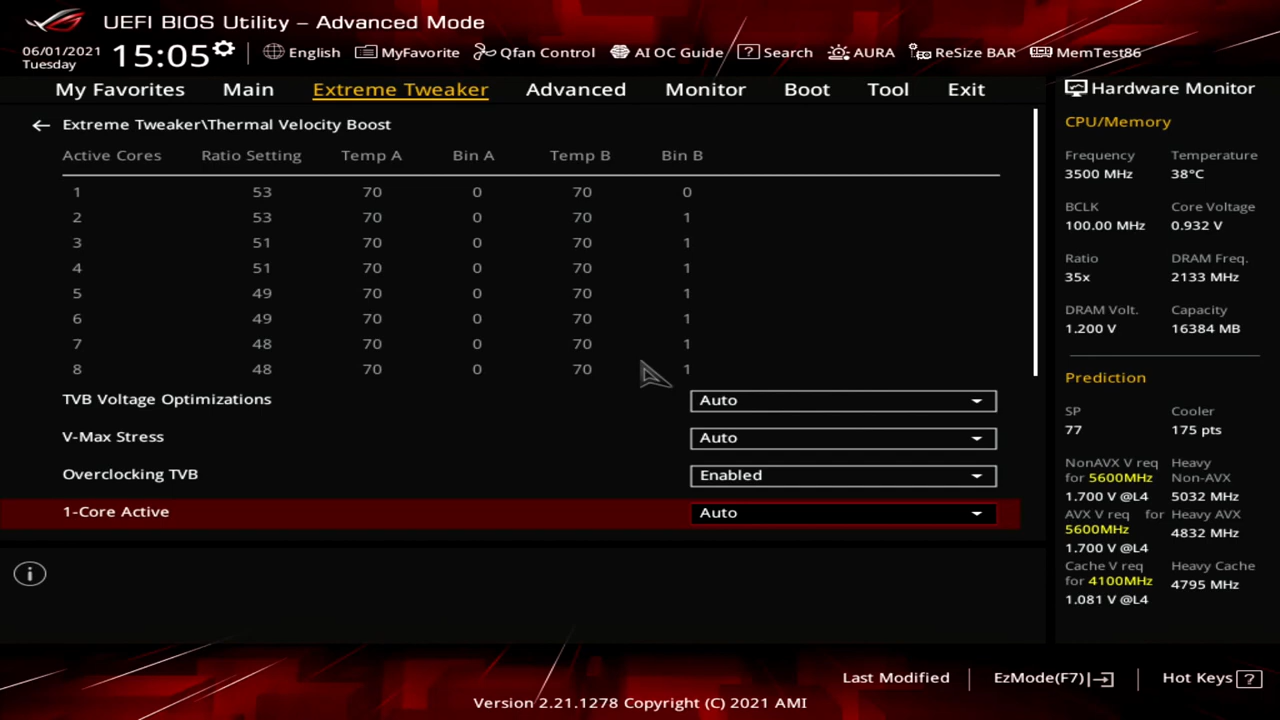 UEFI BIOS Utility – Advanced Mode
06/01/2021
Tuesday
15:05
English
MyFavorite
Qfan Control
AI OC Guide
? Search
AURA
ReSize BAR
MemTest86
My Favorites
Main
Extreme Tweaker
Advanced
Monitor
Boot
Tool
Exit
Extreme Tweaker\Thermal Velocity Boost
Active Cores Ratio Setting Temp A Bin A Temp B Bin B
1 53 70 0 70 0
2 53 70 0 70 1
3 51 70 0 70 1
4 51 70 0 70 1
5 49 70 0 70 1
6 49 70 0 70 1
7 48 70 0 70 1
8 48 70 0 70 1
TVB Voltage Optimizations Auto
V-Max Stress Auto
Overclocking TVB Enabled
1-Core Active Auto
i
Hardware Monitor
CPU/Memory
Frequency Temperature
3500 MHz 38°C
BCLK Core Voltage
100.00 MHz 0.932 V
Ratio DRAM Freq.
35x 2133 MHz
DRAM Volt. Capacity
1.200 V 16384 MB
Prediction
SP Cooler
77 175 pts
NonAVX V req Heavy
for 5600MHz Non-AVX
1.700 V @L4 5032 MHz
AVX V req for Heavy AVX
5600MHz 4832 MHz
1.700 V @L4
Cache V req Heavy Cache
for 4100MHz 4795 MHz
1.081 V @L4
Last Modified
EzMode(F7)
Hot Keys ?
Version 2.21.1278 Copyright (C) 2021 AMI